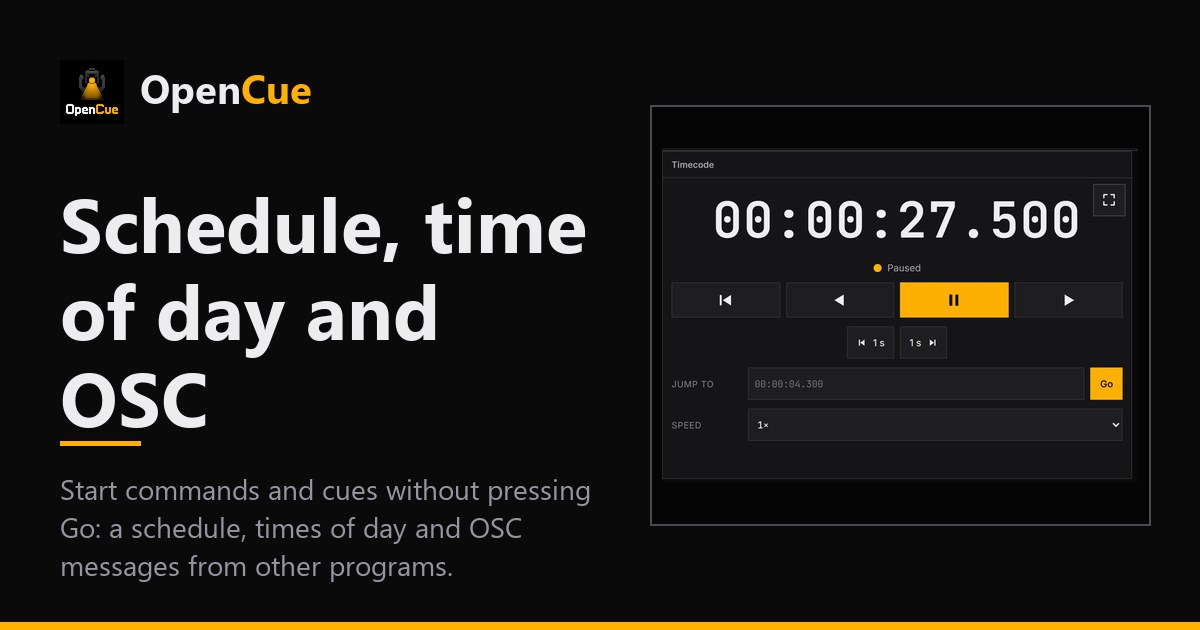 OpenCue
OpenCue
Schedule, time
of day and
OSC
Start commands and cues without pressing
Go: a schedule, times of day and OSC
messages from other programs.
Timecode
00:00:27.500
Paused
1s
1s
JUMP TO
00:00:04.300
Go
SPEED
1×